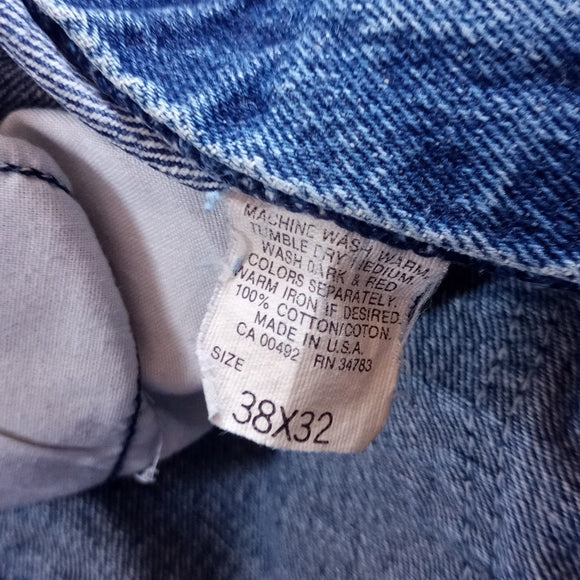 MACHINE WASH WARM.
TUMBLE DRY MEDIUM.
WASH DARK & RED
COLORS SEPARATELY.
WARM IRON IF DESIRED.
100% COTTON/COTON.
MADE IN U.S.A.
CA 00492 RN 34783
SIZE
38X32